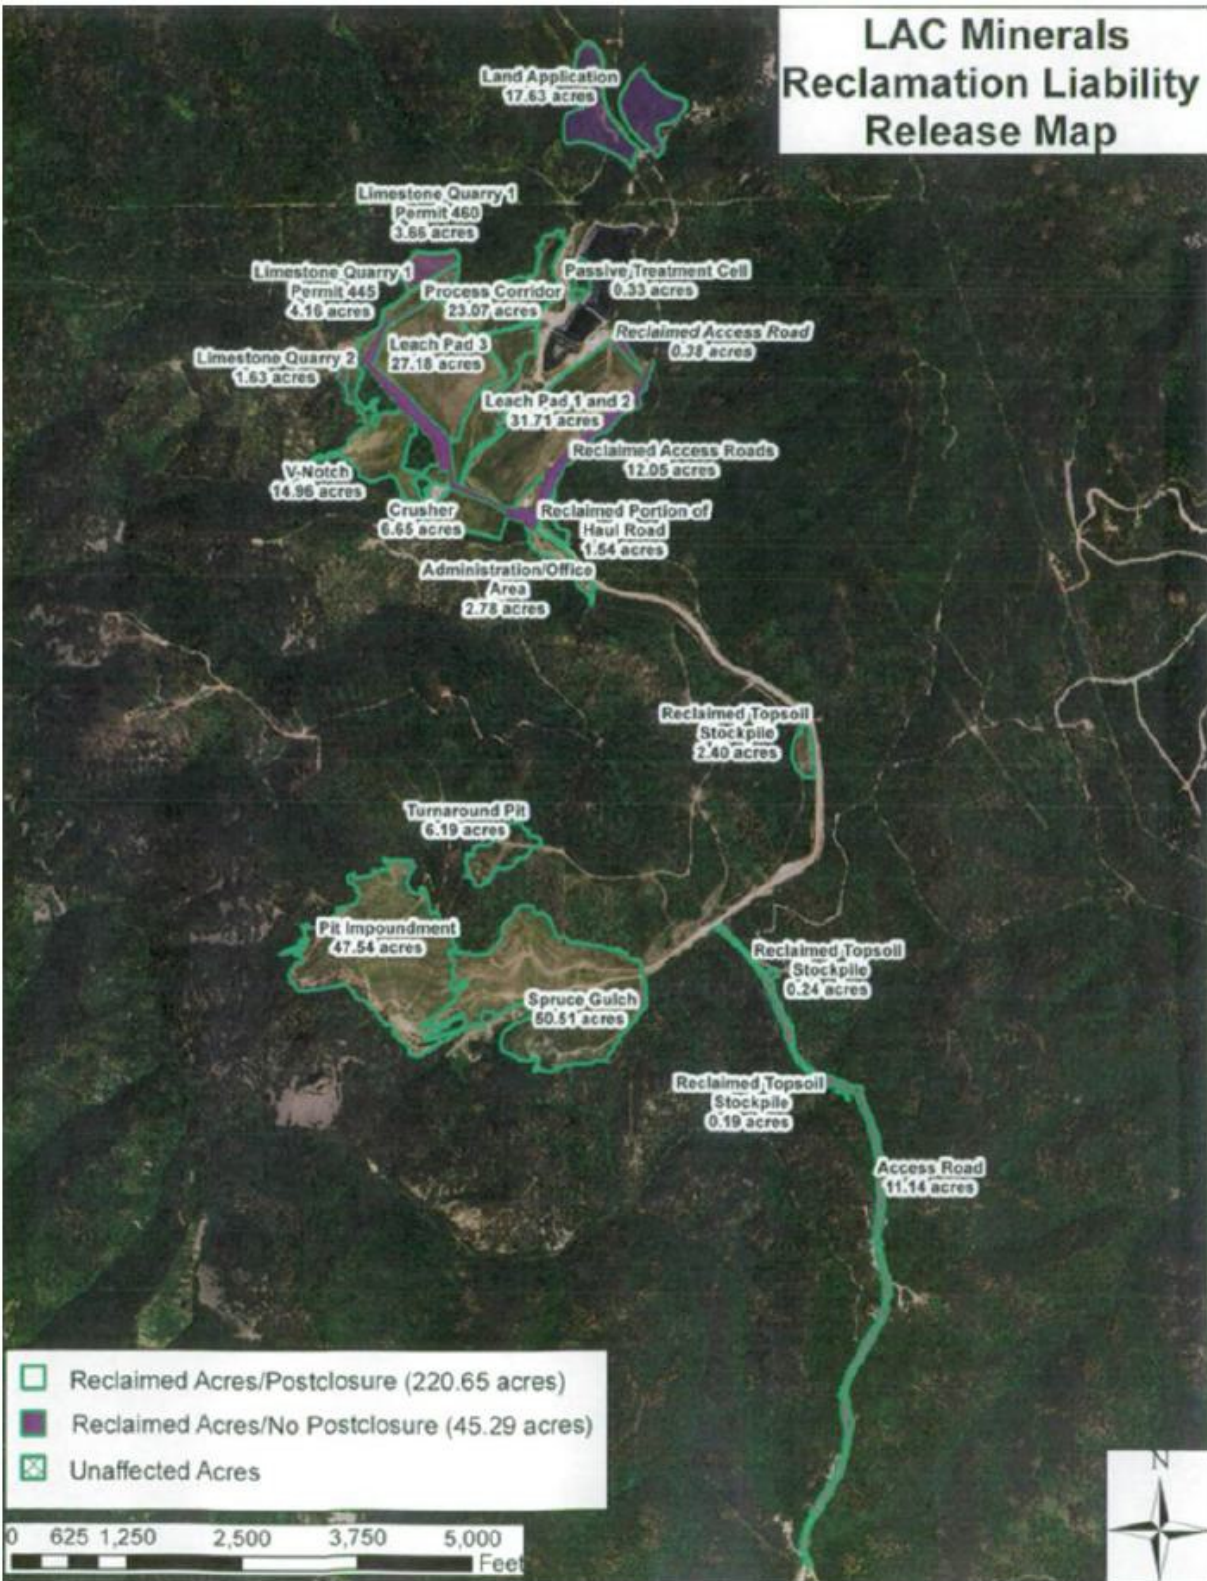 LAC Minerals
Reclamation Liability
Release Map
Land Application
17.63 acres
Limestone Quarry 1
Permit 460
3.66 acres
Limestone Quarry 1
Permit 445
4.16 acres
Process Corridor
23.07 acres
Passive Treatment Cell
0.33 acres
Reclaimed Access Road
0.38 acres
Leach Pad 3
27.18 acres
Limestone Quarry 2
1.63 acres
Leach Pad 1 and 2
31.71 acres
Reclaimed Access Roads
12.05 acres
V-Notch
14.96 acres
Crusher
6.65 acres
Reclaimed Portion of
Haul Road
1.54 acres
Administration/Office
Area
2.78 acres
Reclaimed Topsoil
Stockpile
2.40 acres
Turnaround Pit
6.19 acres
Pit Impoundment
47.54 acres
Reclaimed Topsoil
Stockpile
0.24 acres
Spruce Gulch
50.51 acres
Reclaimed Topsoil
Stockpile
0.19 acres
Access Road
11.14 acres
Reclaimed Acres/Postclosure (220.65 acres)
Reclaimed Acres/No Postclosure (45.29 acres)
Unaffected Acres
0 625 1,250 2,500 3,750 5,000
Feet
N